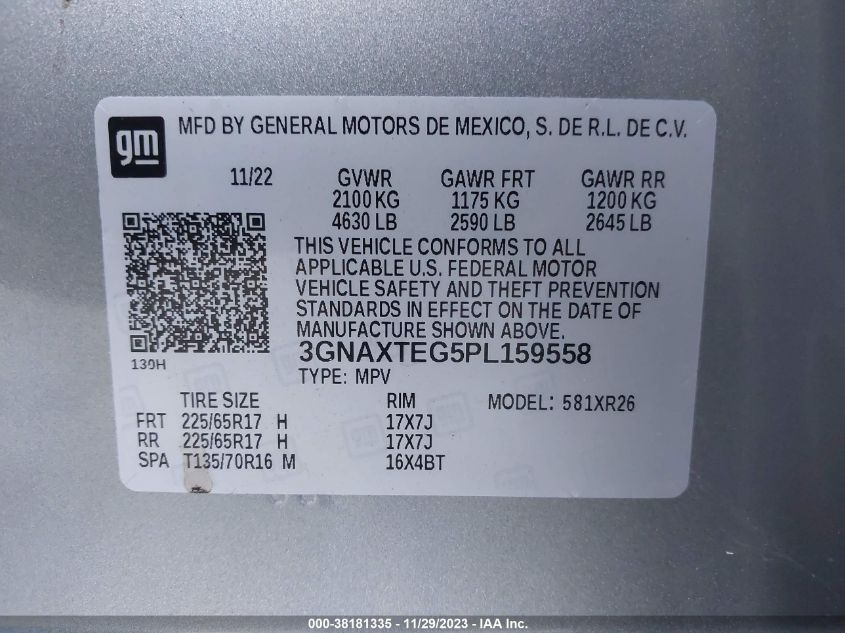 gm MFD BY GENERAL MOTORS DE MEXICO, S. DE R.L. DE C.V.
11/22 GVWR GAWR FRT GAWR RR
2100 KG 1175 KG 1200 KG
4630 LB 2590 LB 2645 LB
THIS VEHICLE CONFORMS TO ALL
APPLICABLE U.S. FEDERAL MOTOR
VEHICLE SAFETY AND THEFT PREVENTION
STANDARDS IN EFFECT ON THE DATE OF
MANUFACTURE SHOWN ABOVE.
3GNAXTEG5PL159558
130H
TYPE: MPV
TIRE SIZE RIM MODEL: 581XR26
FRT 225/65R17 H 17X7J
RR 225/65R17 H 17X7J
SPA T135/70R16 M 16X4BT
000-38181335 - 11/29/2023 - IAA Inc.